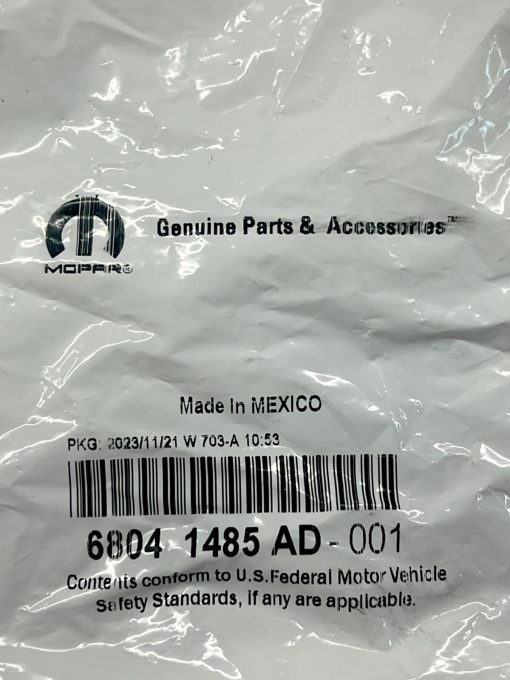 MOPAR®
Genuine Parts & Accessories™
Made In MEXICO
PKG: 2023/11/21 W 703-A 10:53
6804 1485 AD-001
Contents conform to U.S.Federal Motor Vehicle
Safety Standards, if any are applicable.